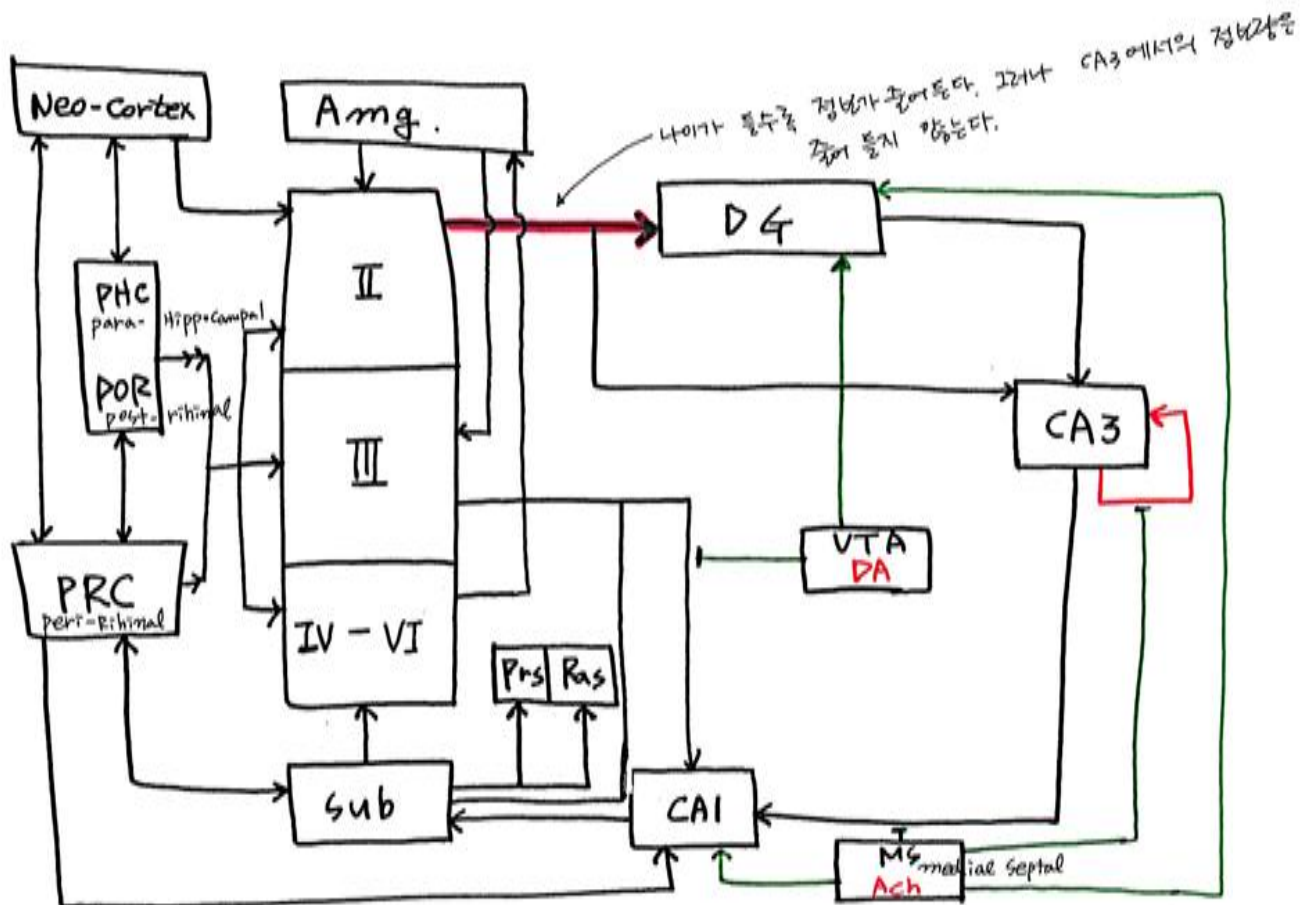 나이가 들수록 정보가 줄어든다. 그러나 CA3에서의 정보량은
줄어 들지 않는다.
Neo-cortex
Amg.
DG
II
PHC
para- Hippocampal
POR
post-rihinal
III
CA3
VTA
DA
PRC
peri-Rihinal
IV - VI
Prs
Ras
Sub
CA1
MS
medial septal
Ach